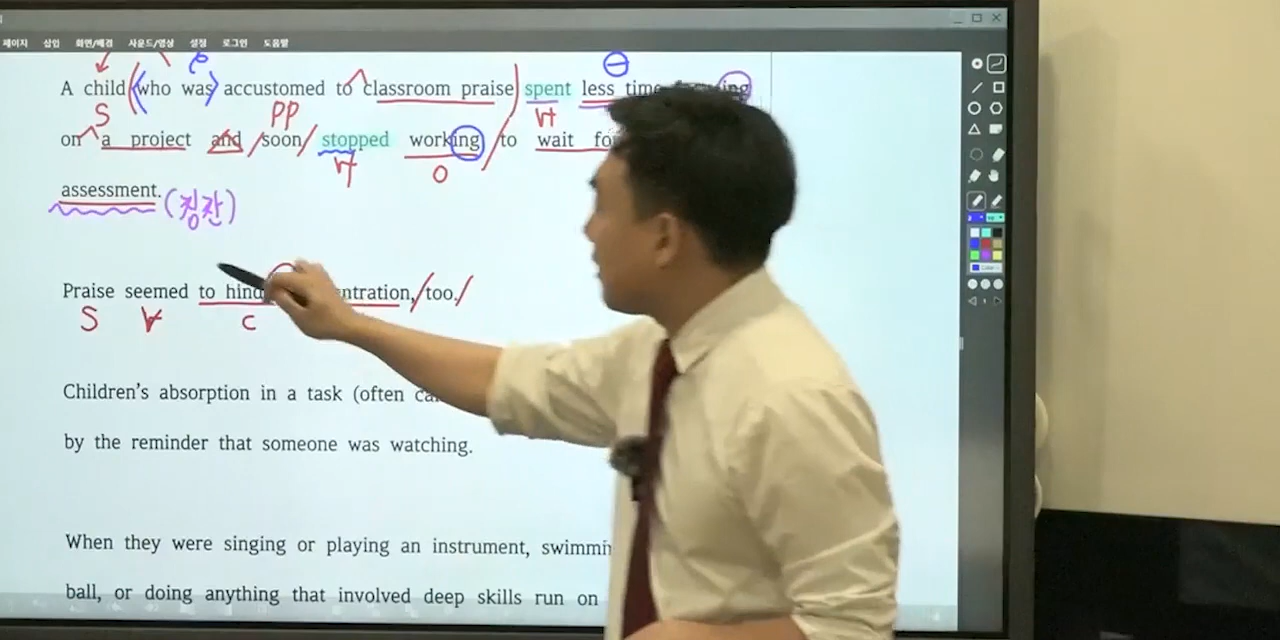 페이지 삽입 화면/배경 사운드/영상 설정 로그인 도움말
A child who was accustomed to classroom praise spent less time
S PP vt
on a project and soon stopped working to wait
vt O
assessment. (칭찬)
Praise seemed to too.
S v c
Children's absorption in a task (often
by the reminder that someone was watching.
When they were singing or playing an instrument,
ball, or doing anything that involved deep skills run on